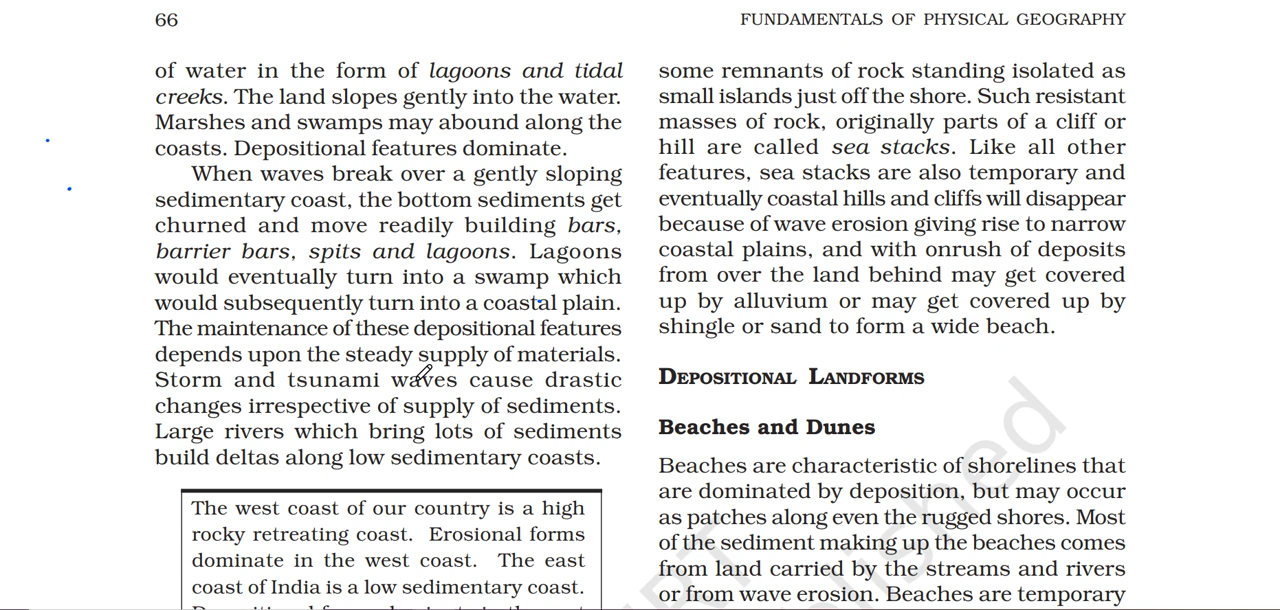 66
FUNDAMENTALS OF PHYSICAL GEOGRAPHY
of water in the form of lagoons and tidal
creeks. The land slopes gently into the water.
Marshes and swamps may abound along the
coasts. Depositional features dominate.
When waves break over a gently sloping
sedimentary coast, the bottom sediments get
churned and move readily building bars,
barrier bars, spits and lagoons. Lagoons
would eventually turn into a swamp which
would subsequently turn into a coastal plain.
The maintenance of these depositional features
depends upon the steady supply of materials.
Storm and tsunami waves cause drastic
changes irrespective of supply of sediments.
Large rivers which bring lots of sediments
build deltas along low sedimentary coasts.
The west coast of our country is a high
rocky retreating coast. Erosional forms
dominate in the west coast. The east
coast of India is a low sedimentary coast.
some remnants of rock standing isolated as
small islands just off the shore. Such resistant
masses of rock, originally parts of a cliff or
hill are called sea stacks. Like all other
features, sea stacks are also temporary and
eventually coastal hills and cliffs will disappear
because of wave erosion giving rise to narrow
coastal plains, and with onrush of deposits
from over the land behind may get covered
up by alluvium or may get covered up by
shingle or sand to form a wide beach.
DEPOSITIONAL LANDFORMS
Beaches and Dunes
Beaches are characteristic of shorelines that
are dominated by deposition, but may occur
as patches along even the rugged shores. Most
of the sediment making up the beaches comes
from land carried by the streams and rivers
or from wave erosion. Beaches are temporary